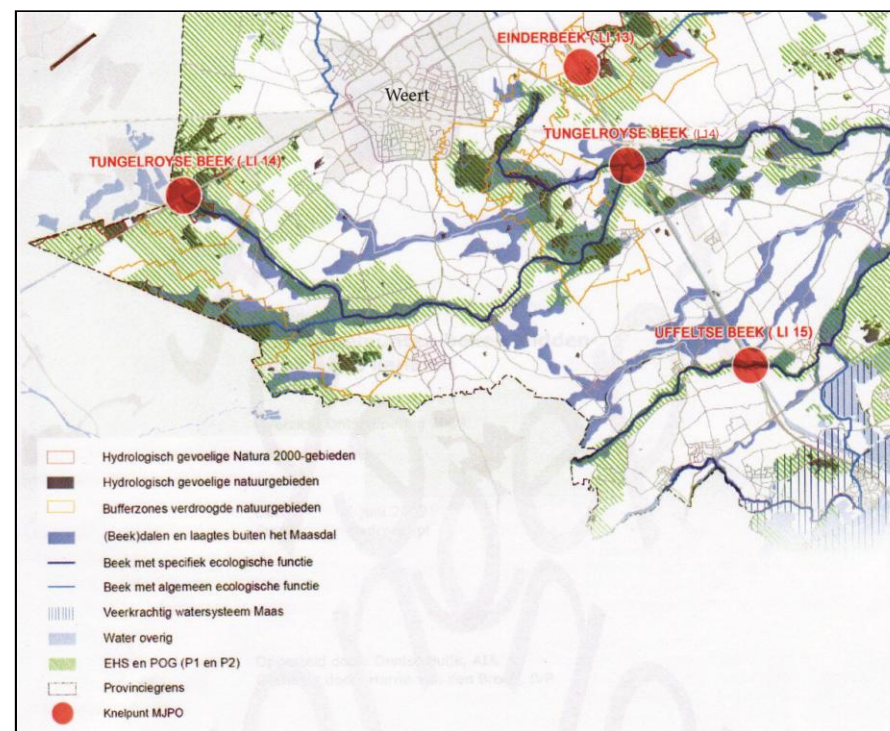 EINDERBEEK (LI 13)
Weert
TUNGELROYSE BEEK (LI4)
TUNGELROYSE BEEK (LI 14)
UFFELTSE BEEK ( LI 15)
Hydrologisch gevoelige Natura 2000-gebieden
Hydrologisch gevoelige natuurgebieden
Bufferzones verdroogde natuurgebieden
(Beek)dalen en laagtes buiten het Maasdal
Beek met specifiek ecologische functie
Beek met algemeen ecologische functie
Veerkrachtig watersysteem Maas
Water overig
EHS en POG (P1 en P2)
Provinciegrens
Knelpunt MJPO